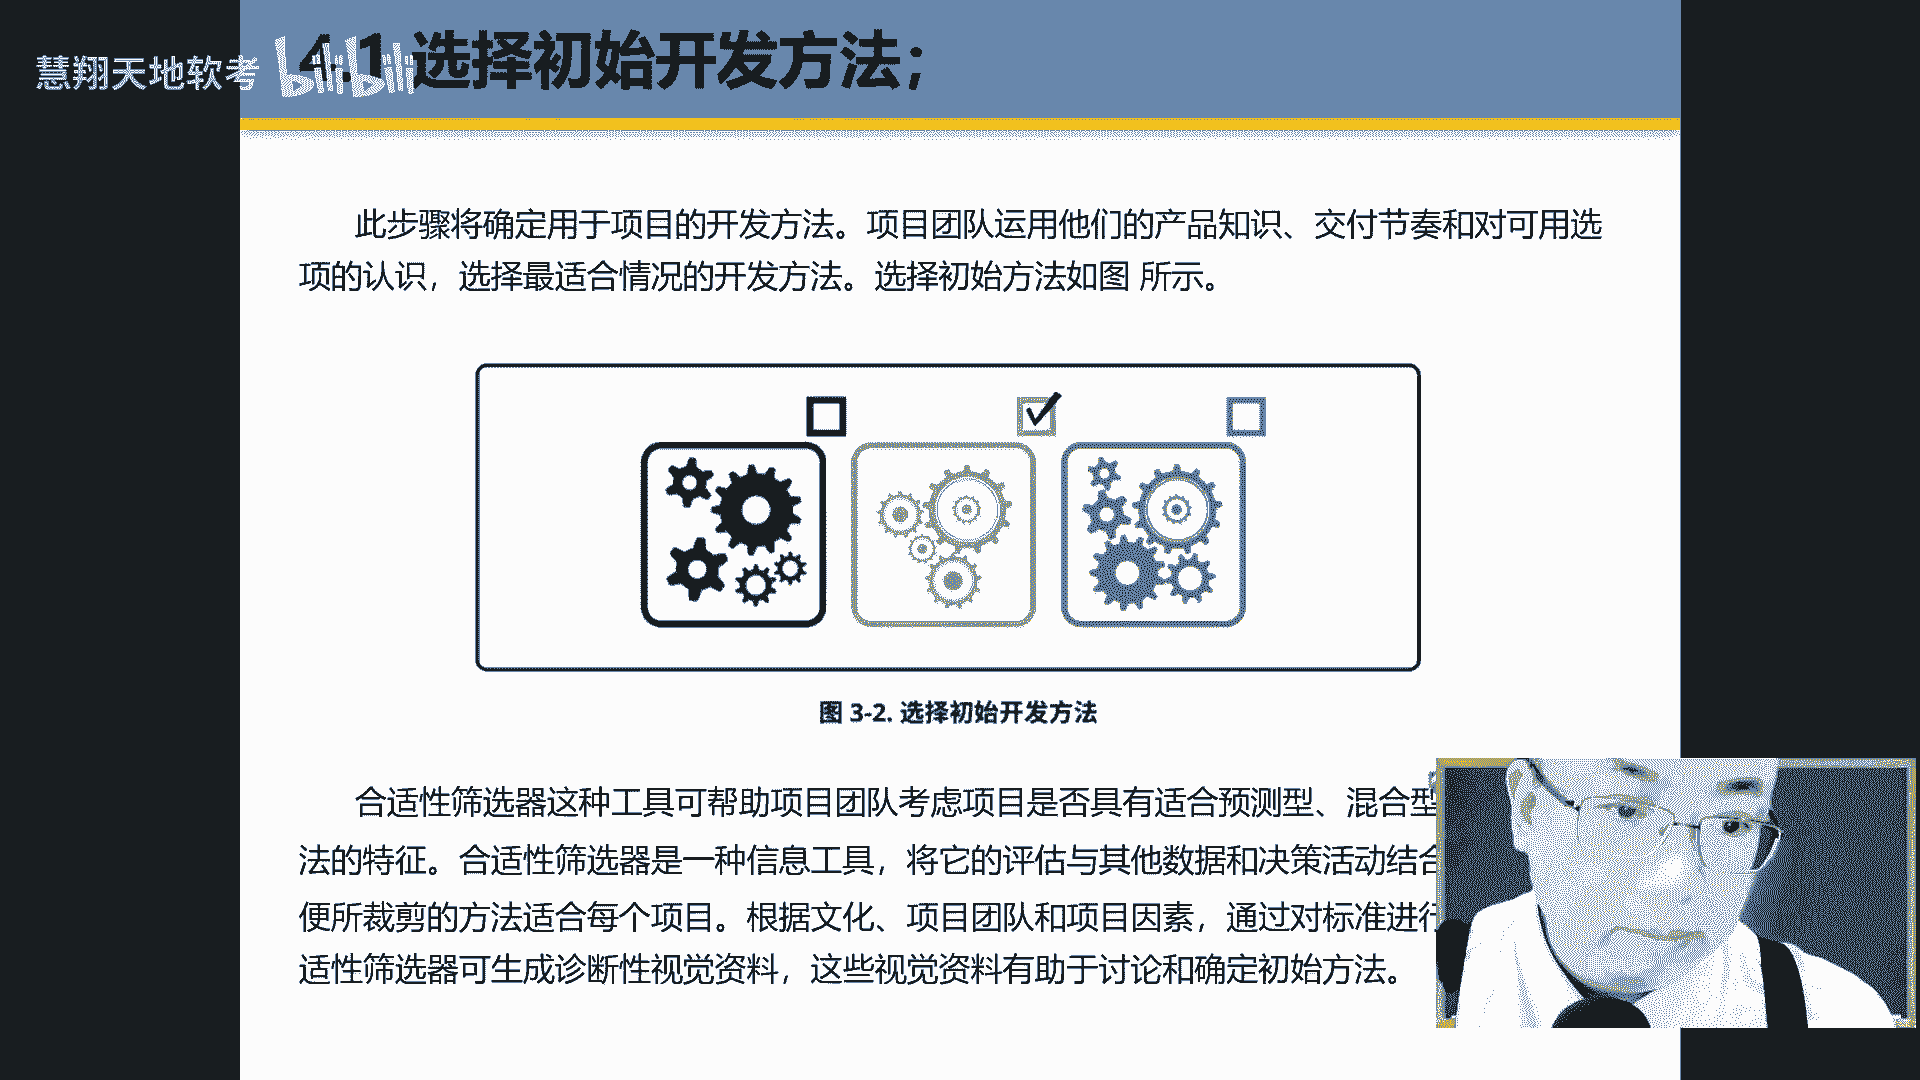 慧翔天地软考 bilibili
4.1 选择初始开发方法；
此步骤将确定用于项目的开发方法。项目团队运用他们的产品知识、交付节奏和对可用选
项的认识，选择最适合情况的开发方法。选择初始方法如图 所示。
图 3-2. 选择初始开发方法
合适性筛选器这种工具可帮助项目团队考虑项目是否具有适合预测型、混合型
法的特征。合适性筛选器是一种信息工具，将它的评估与其他数据和决策活动结合
便所裁剪的方法适合每个项目。根据文化、项目团队和项目因素，通过对标准进行
适性筛选器可生成诊断性视觉资料，这些视觉资料有助于讨论和确定初始方法。